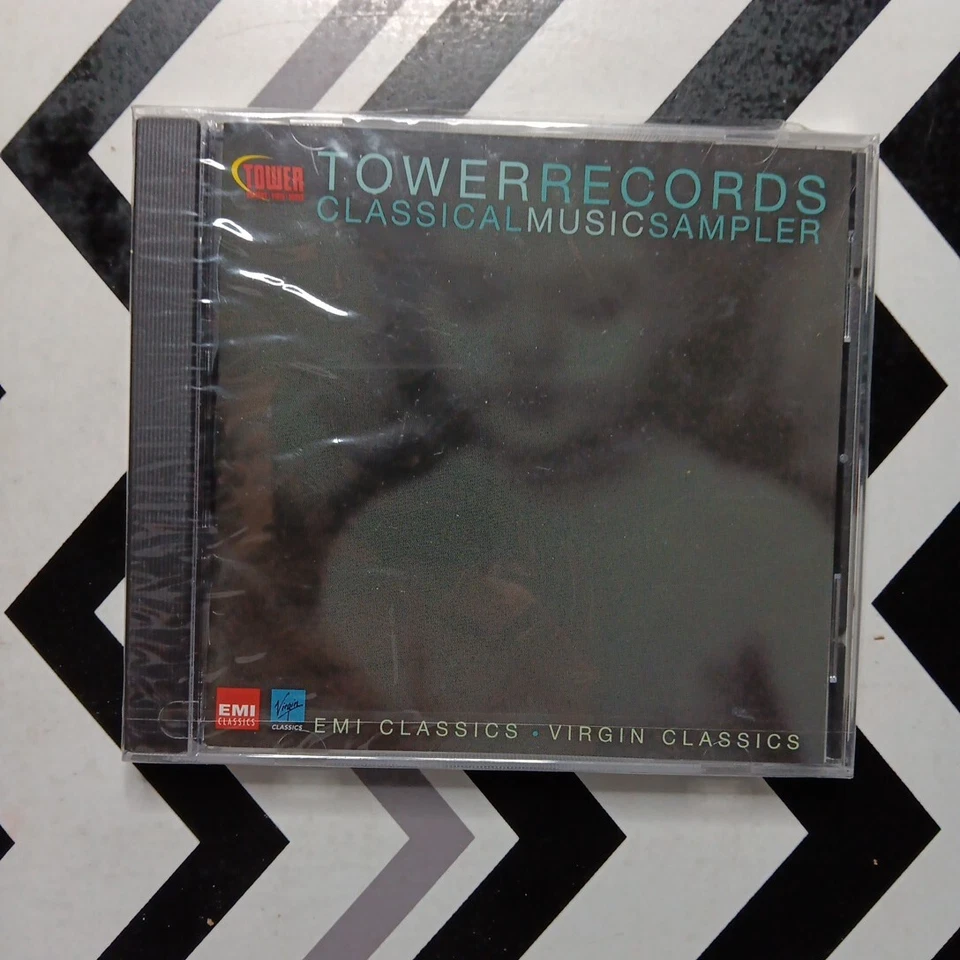 TOWER
TOWERRECORDS
CLASSICALMUSICSAMPLER
EMI
CLASSICS
Virgin
CLASSICS
EMI CLASSICS • VIRGIN CLASSICS